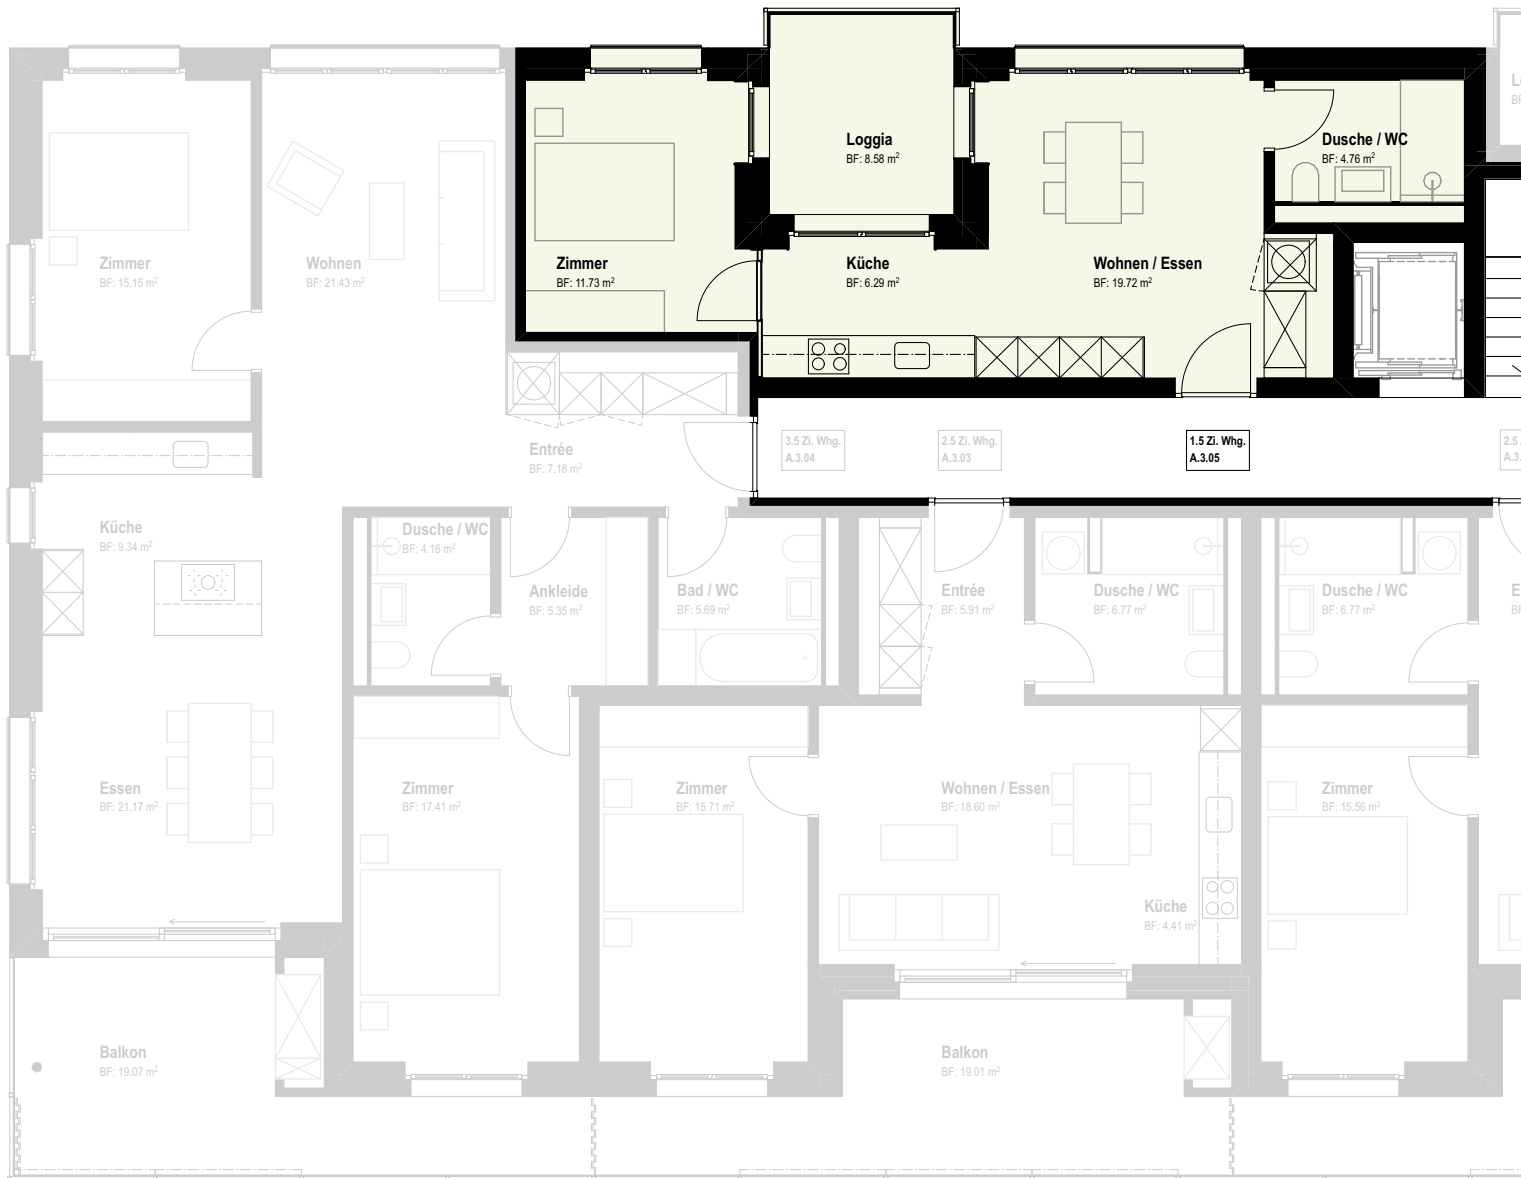 Loggia
BF: 8.58 m²
Dusche / WC
BF: 4.76 m²
Zimmer
BF: 15.15 m²
Wohnen
BF: 21.43 m²
Zimmer
BF: 11.73 m²
Küche
BF: 6.29 m²
Wohnen / Essen
BF: 19.72 m²
Entrée
BF: 7.18 m²
3.5 Zi. Whg.
A.3.04
2.5 Zi. Whg.
A.3.03
1.5 Zi. Whg.
A.3.05
2.5
A.3.
Küche
BF: 9.34 m²
Dusche / WC
BF: 4.16 m²
Ankleide
BF: 5.35 m²
Bad / WC
BF: 5.69 m²
Entrée
BF: 5.91 m²
Dusche / WC
BF: 6.77 m²
Dusche / WC
BF: 6.77 m²
Essen
BF: 21.17 m²
Zimmer
BF: 17.41 m²
Zimmer
BF: 15.71 m²
Wohnen / Essen
BF: 18.60 m²
Zimmer
BF: 15.56 m²
Küche
BF: 4.41 m²
Balkon
BF: 19.07 m²
Balkon
BF: 19.01 m²